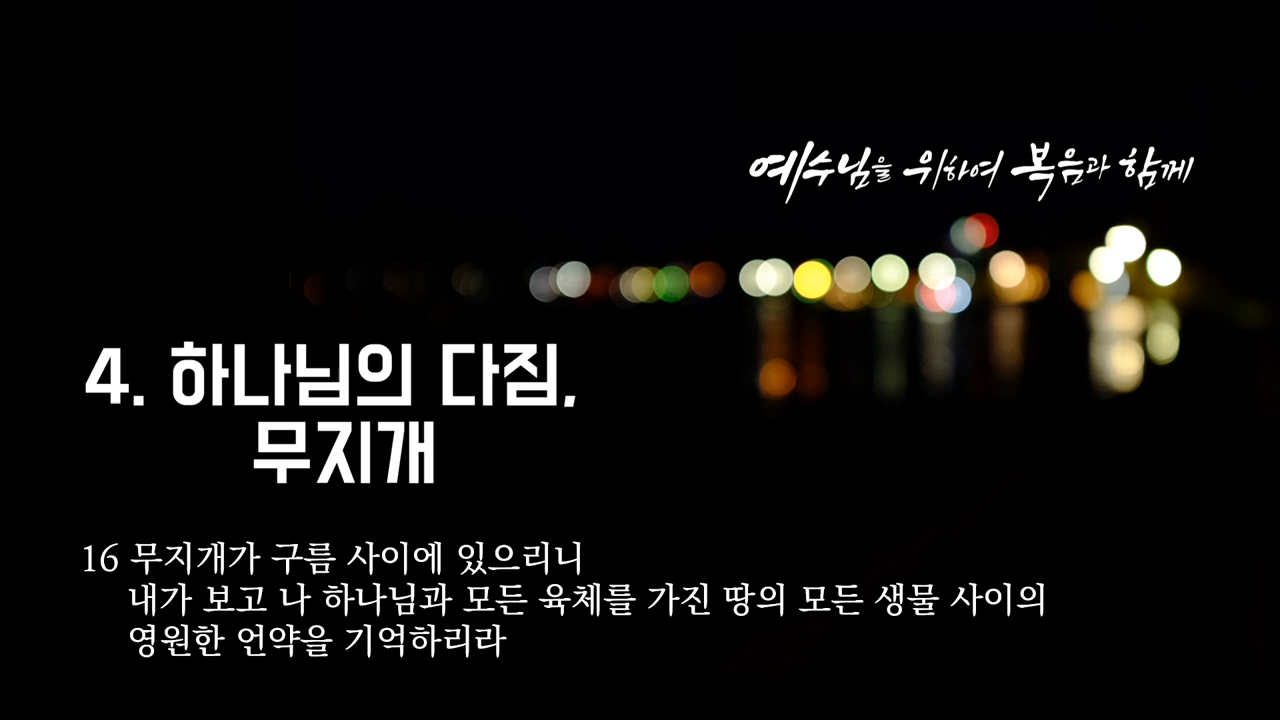 예수님을 위하여 복음과 함께
4. 하나님의 다짐,
무지개
16 무지개가 구름 사이에 있으리니
내가 보고 나 하나님과 모든 육체를 가진 땅의 모든 생물 사이의
영원한 언약을 기억하리라